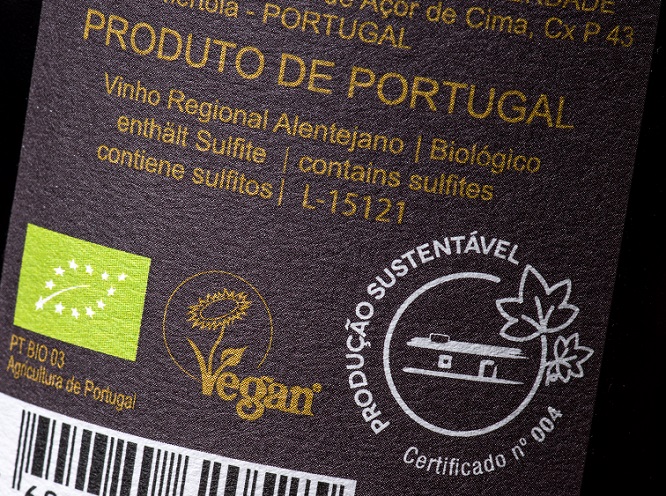 de Açor de Cima, Cx P 43
PORTUGAL
PRODUTO DE PORTUGAL
Vinho Regional Alentejano | Biológico
enthält Sulfite | contains sulfites
contiene sulfitos | L-15121
PRODUÇÃO SUSTENTÁVEL
Vegan
PT BIO 03
Agricultura de Portugal
Certificado nº 004